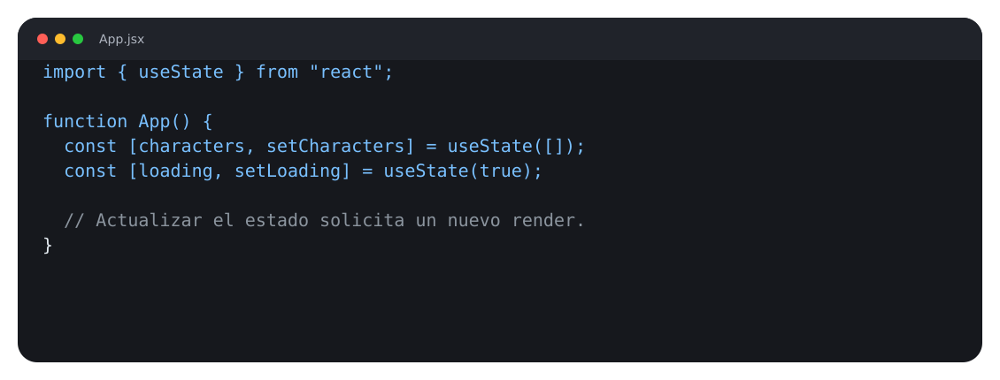 App.jsx
import { useState } from "react";
function App() {
  const [characters, setCharacters] = useState([]);
  const [loading, setLoading] = useState(true);
  // Actualizar el estado solicita un nuevo render.
}